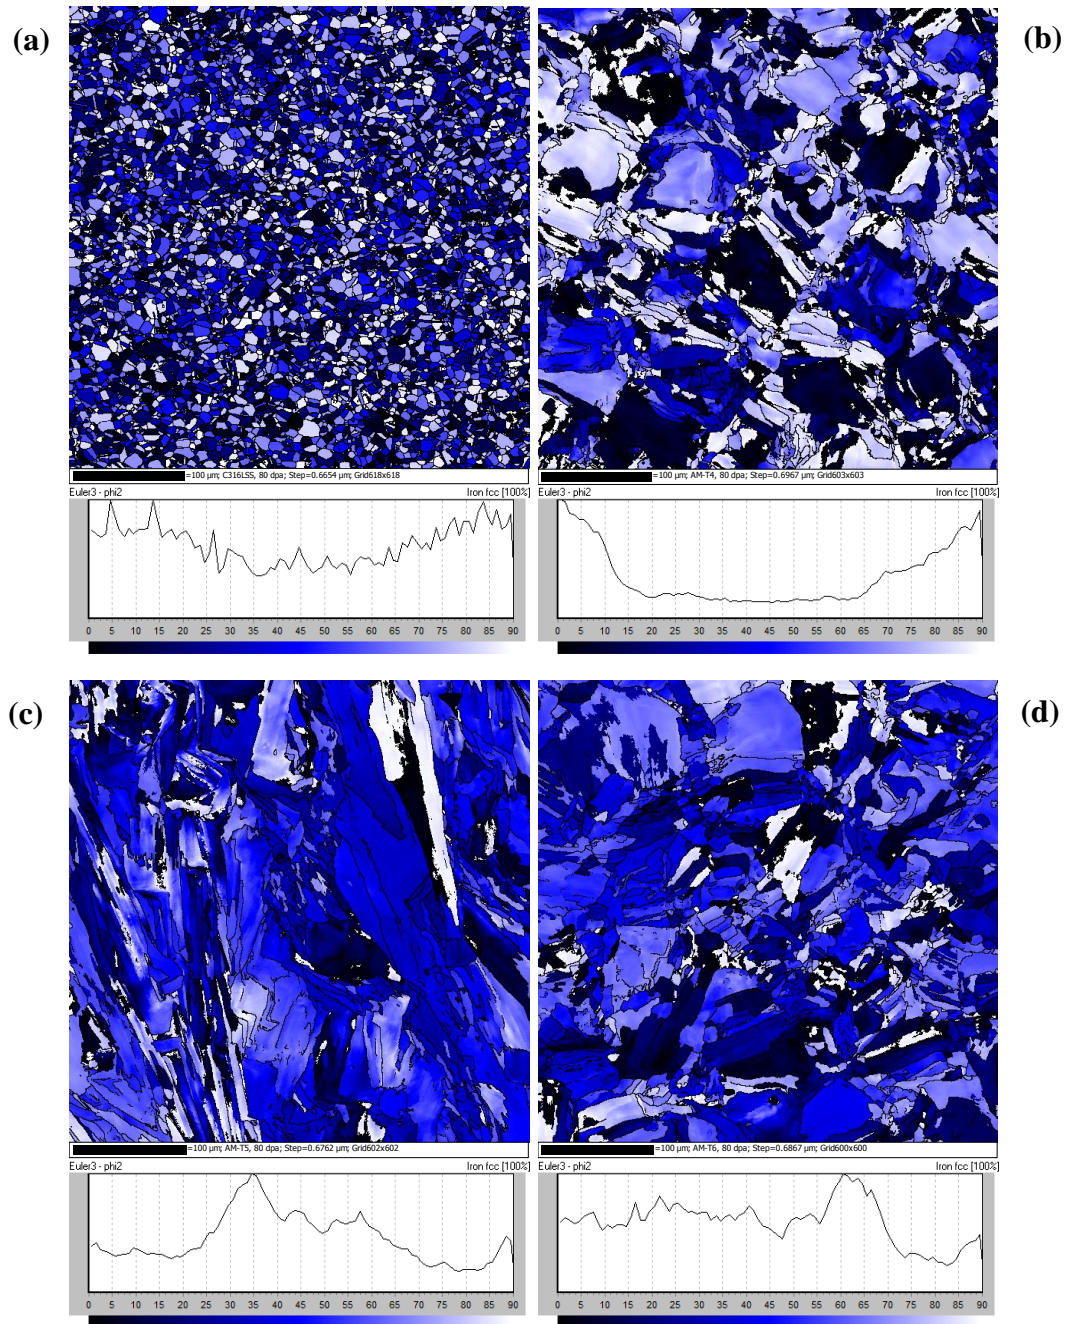 (a)
(b)
=100 µm; C316LSS, 80 dpa; Step=0.6654 µm; Grid618x618
=100 µm; AM-T4, 80 dpa; Step=0.6967 µm; Grid603x603
Euler3 - phi2 Iron fcc [100%]
Euler3 - phi2 Iron fcc [100%]
0 5 10 15 20 25 30 35 40 45 50 55 60 65 70 75 80 85 90
0 5 10 15 20 25 30 35 40 45 50 55 60 65 70 75 80 85 90
(c)
(d)
=100 µm; AM-T5, 80 dpa; Step=0.6762 µm; Grid602x602
=100 µm; AM-T6, 80 dpa; Step=0.6867 µm; Grid600x600
Euler3 - phi2 Iron fcc [100%]
Euler3 - phi2 Iron fcc [100%]
0 5 10 15 20 25 30 35 40 45 50 55 60 65 70 75 80 85 90
0 5 10 15 20 25 30 35 40 45 50 55 60 65 70 75 80 85 90